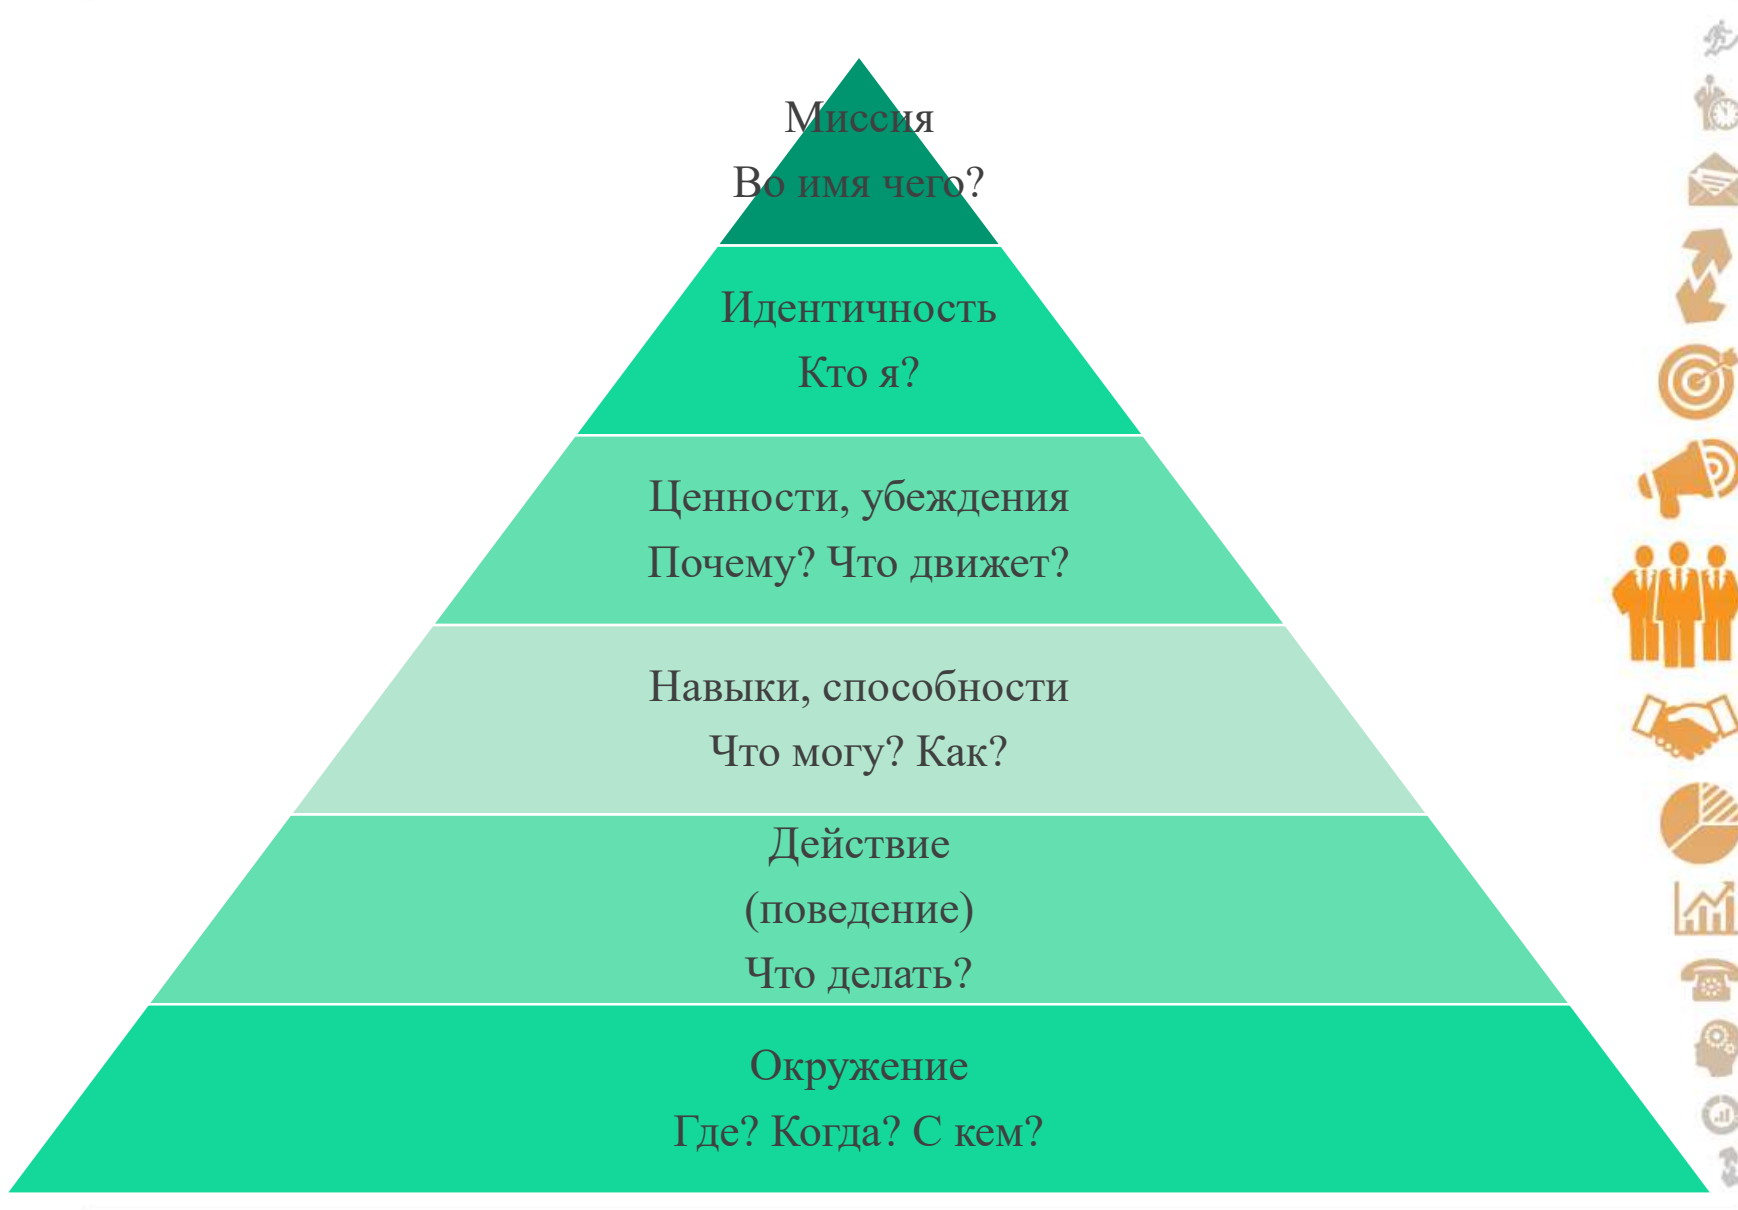 Миссия
Во имя чего?
Идентичность
Кто я?
Ценности, убеждения
Почему? Что движет?
Навыки, способности
Что могу? Как?
Действие
(поведение)
Что делать?
Окружение
Где? Когда? С кем?